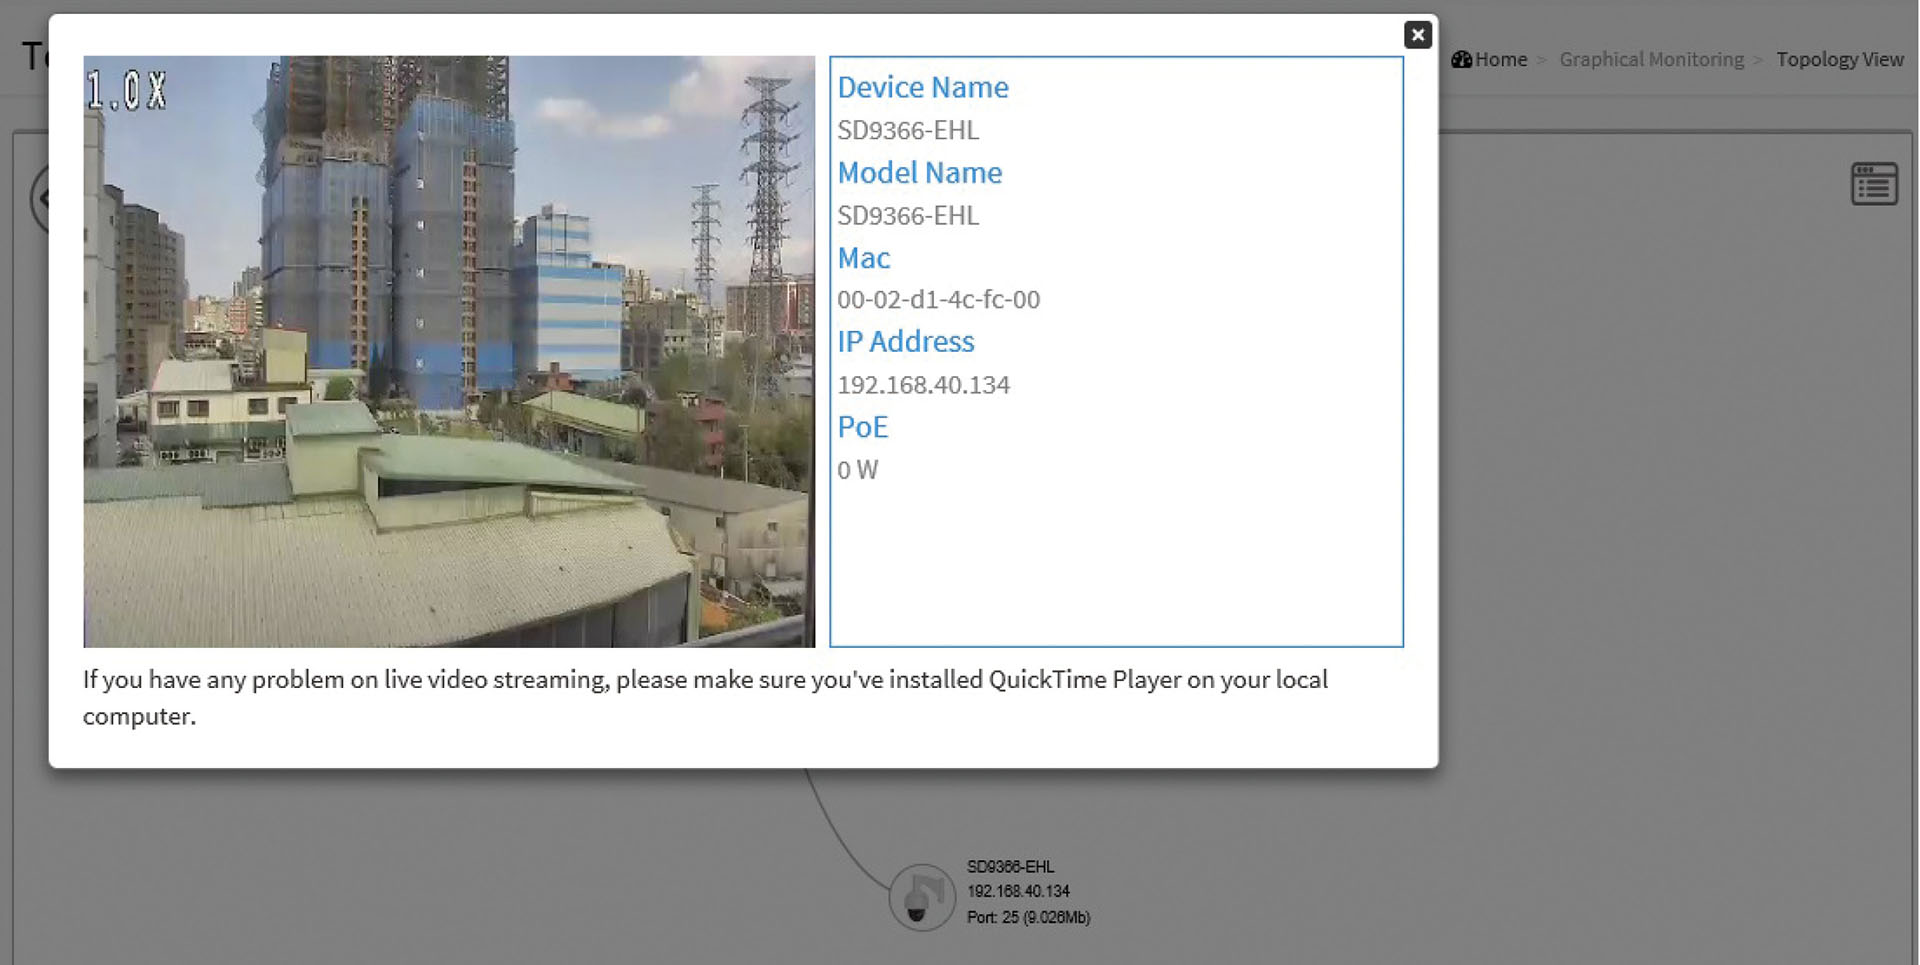 Home > Graphical Monitoring > Topology View
1.0X
Device Name
SD9366-EHL
Model Name
SD9366-EHL
Mac
00-02-d1-4c-fc-00
IP Address
192.168.40.134
PoE
0 W
If you have any problem on live video streaming, please make sure you've installed QuickTime Player on your local
computer.
SD9366-EHL
192.168.40.134
Port: 25 (9.026Mb)